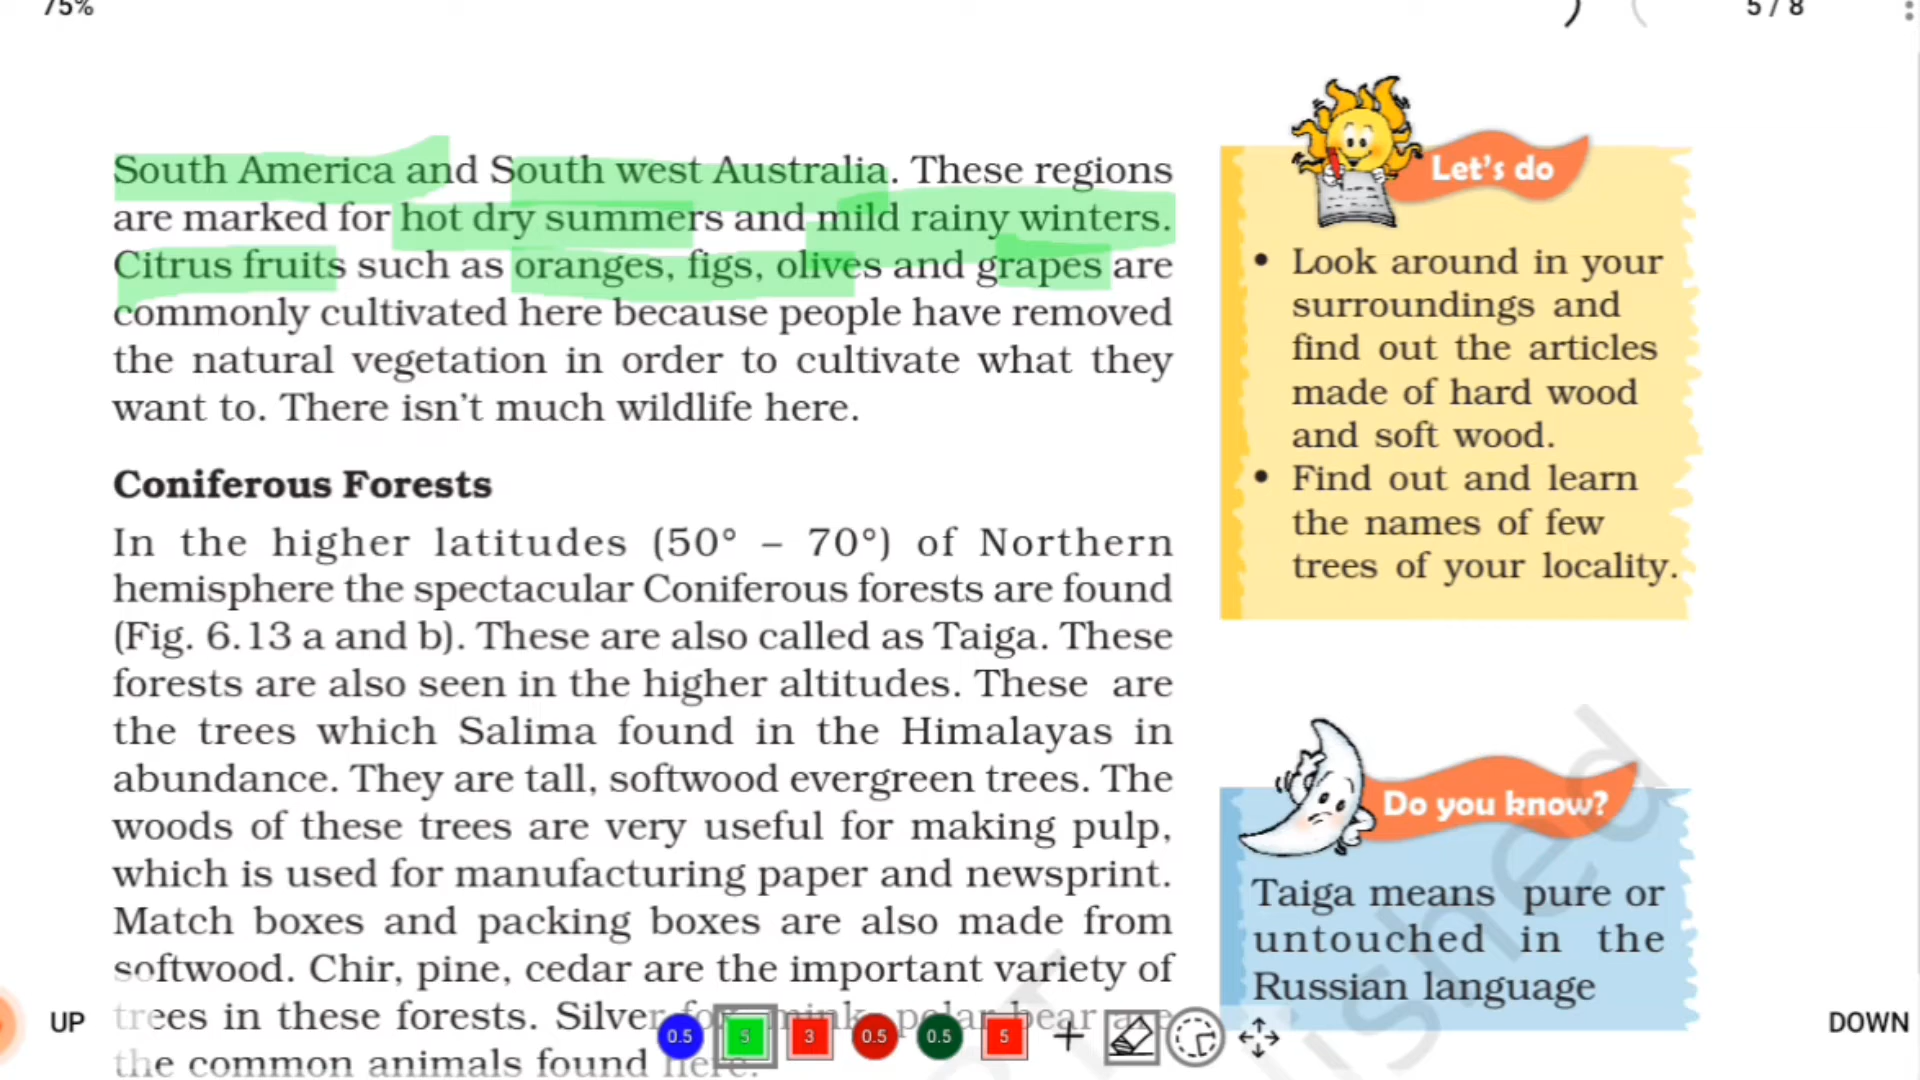 75%
5 / 8
South America and South west Australia. These regions
are marked for hot dry summers and mild rainy winters.
Citrus fruits such as oranges, figs, olives and grapes are
commonly cultivated here because people have removed
the natural vegetation in order to cultivate what they
want to. There isn't much wildlife here.
Coniferous Forests
In the higher latitudes (50° – 70°) of Northern
hemisphere the spectacular Coniferous forests are found
(Fig. 6.13 a and b). These are also called as Taiga. These
forests are also seen in the higher altitudes. These are
the trees which Salima found in the Himalayas in
abundance. They are tall, softwood evergreen trees. The
woods of these trees are very useful for making pulp,
which is used for manufacturing paper and newsprint.
Match boxes and packing boxes are also made from
softwood. Chir, pine, cedar are the important variety of
trees in these forests. Silver fox, mink, polar bear are
the common animals found here.
Let's do
• Look around in your
surroundings and
find out the articles
made of hard wood
and soft wood.
• Find out and learn
the names of few
trees of your locality.
Do you know?
Taiga means pure or
untouched in the
Russian language
UP
0.5 5 3 0.5 0.5 5 +
DOWN